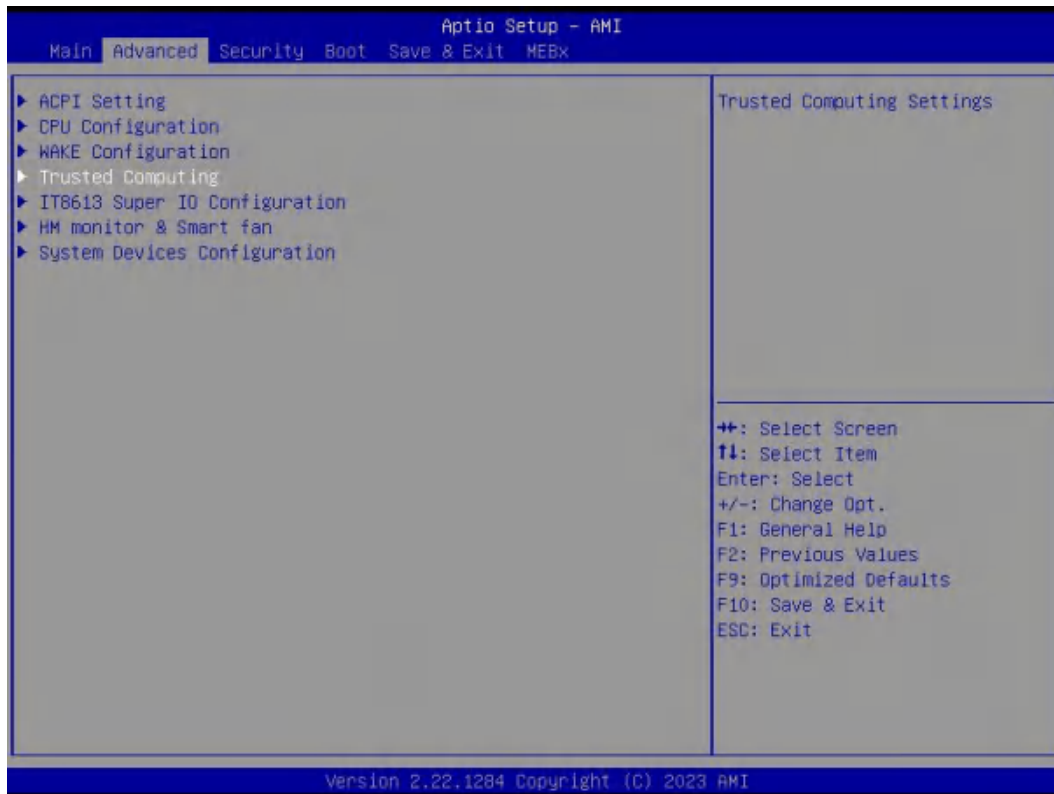 Aptio Setup - AMI
Main Advanced Security Boot Save & Exit MEBx
ACPI Setting
CPU Configuration
WAKE Configuration
Trusted Computing
IT8613 Super IO Configuration
HM monitor & Smart fan
System Devices Configuration
Trusted Computing Settings
→←: Select Screen
↑↓: Select Item
Enter: Select
+/-: Change Opt.
F1: General Help
F2: Previous Values
F9: Optimized Defaults
F10: Save & Exit
ESC: Exit
Version 2.22.1284 Copyright (C) 2023 AMI